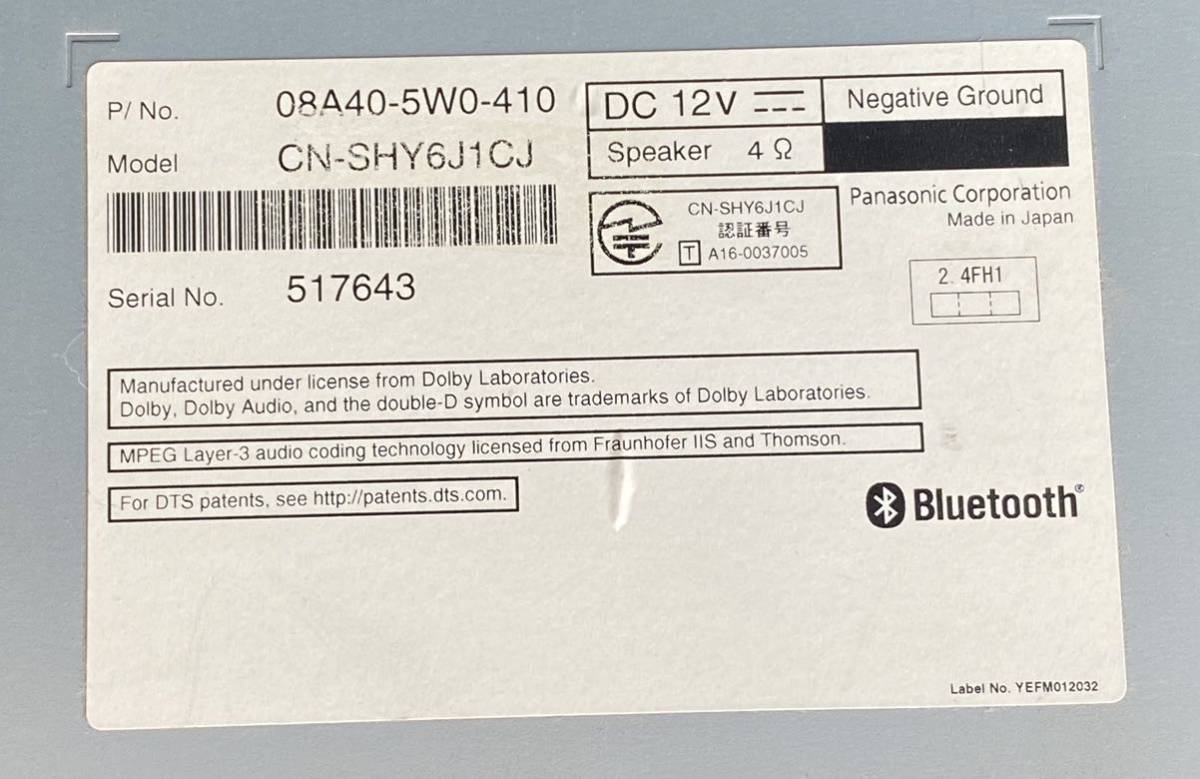 P/ No. 08A40-5W0-410
Model CN-SHY6J1CJ
Serial No. 517643
DC 12V Negative Ground
Speaker 4 Ω
CN-SHY6J1CJ
認証番号
T A16-0037005
Panasonic Corporation
Made in Japan
2.4FH1
Manufactured under license from Dolby Laboratories.
Dolby, Dolby Audio, and the double-D symbol are trademarks of Dolby Laboratories.
MPEG Layer-3 audio coding technology licensed from Fraunhofer IIS and Thomson.
For DTS patents, see http://patents.dts.com.
Bluetooth®
Label No. YEFM012032